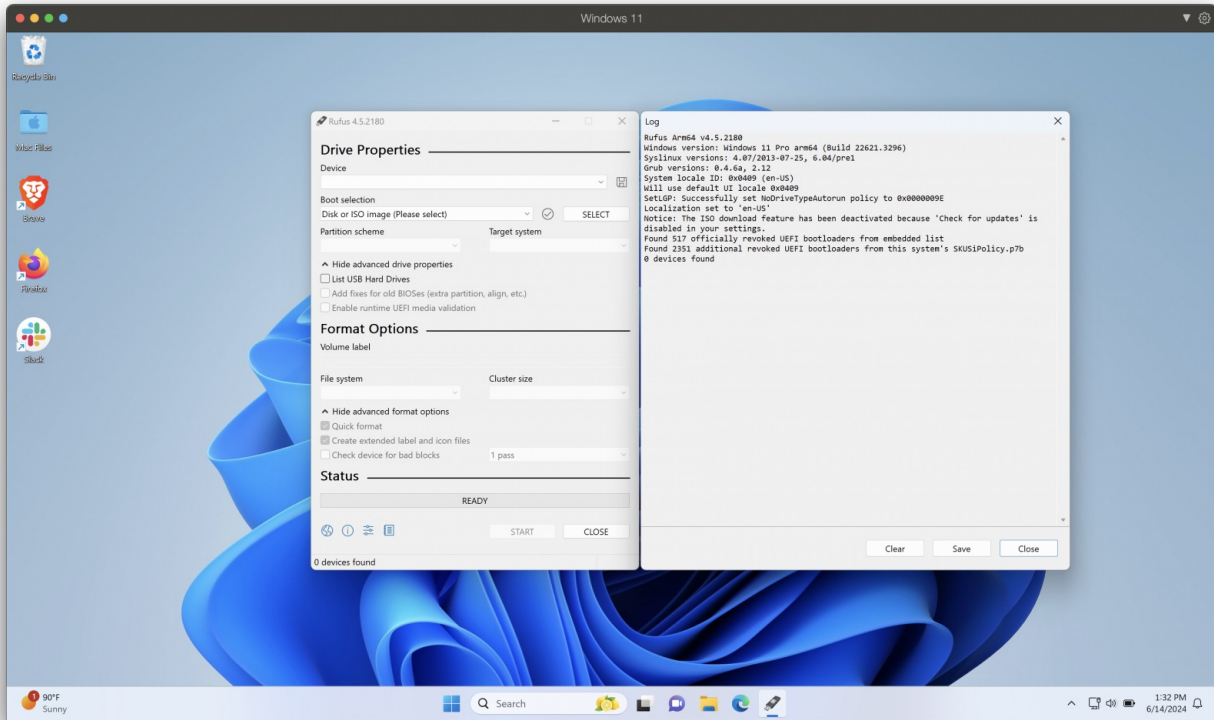 Windows 11
Recycle Bin
Mac Files
Brave
Firefox
Slack
Rufus 4.5.2180
Drive Properties
Device
Boot selection
Disk or ISO image (Please select)
SELECT
Partition scheme
Target system
Hide advanced drive properties
List USB Hard Drives
Add fixes for old BIOSes (extra partition, align, etc.)
Enable runtime UEFI media validation
Format Options
Volume label
File system
Cluster size
Hide advanced format options
Quick format
Create extended label and icon files
Check device for bad blocks
1 pass
Status
READY
START
CLOSE
0 devices found
Log
Rufus Arm64 v4.5.2180
Windows version: Windows 11 Pro arm64 (Build 22621.3296)
Syslinux versions: 4.07/2013-07-25, 6.04/pre1
Grub versions: 0.4.6a, 2.12
System locale ID: 0x0409 (en-US)
Will use default UI locale 0x0409
SetLGP: Successfully set NoDriveTypeAutorun policy to 0x0000009E
Localization set to 'en-US'
Notice: The ISO download feature has been deactivated because 'Check for updates' is
disabled in your settings.
Found 517 officially revoked UEFI bootloaders from embedded list
Found 2351 additional revoked UEFI bootloaders from this system's SKUSiPolicy.p7b
0 devices found
Clear
Save
Close
1
90°F
Sunny
Search
1:32 PM
6/14/2024